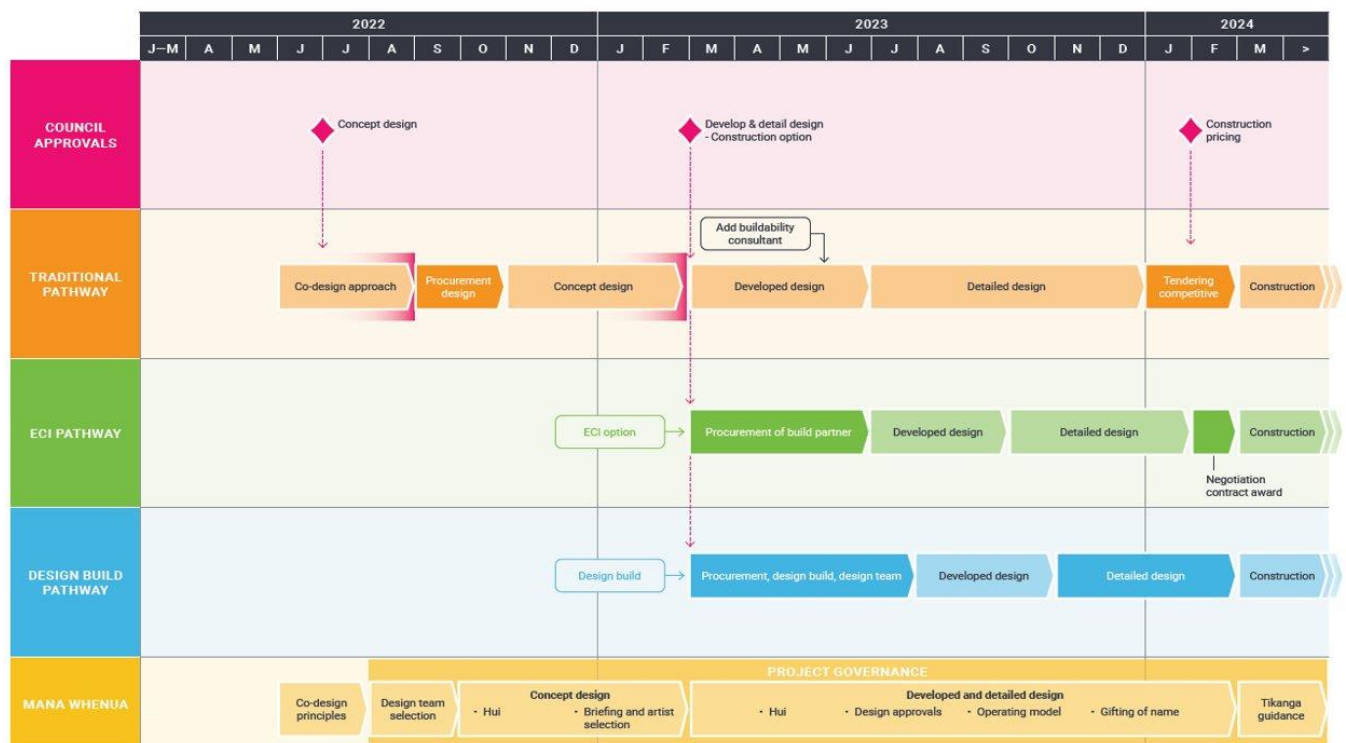 2022
2023
2024
J–M A M J J A S O N D J F M A M J J A S O N D J F M >
COUNCIL
APPROVALS
Concept design
Develop & detail design
- Construction option
Construction
pricing
TRADITIONAL
PATHWAY
Add buildability
consultant
Co-design approach
Procurement
design
Concept design
Developed design
Detailed design
Tendering
competitive
Construction
ECI PATHWAY
ECI option
Procurement of build partner
Developed design
Detailed design
Construction
Negotiation
contract award
DESIGN BUILD
PATHWAY
Design build
Procurement, design build, design team
Developed design
Detailed design
Construction
MANA WHENUA
PROJECT GOVERNANCE
Co-design
principles
Design team
selection
Concept design
- Hui
- Briefing and artist
selection
Developed and detailed design
- Hui
- Design approvals
- Operating model
- Gifting of name
Tikanga
guidance